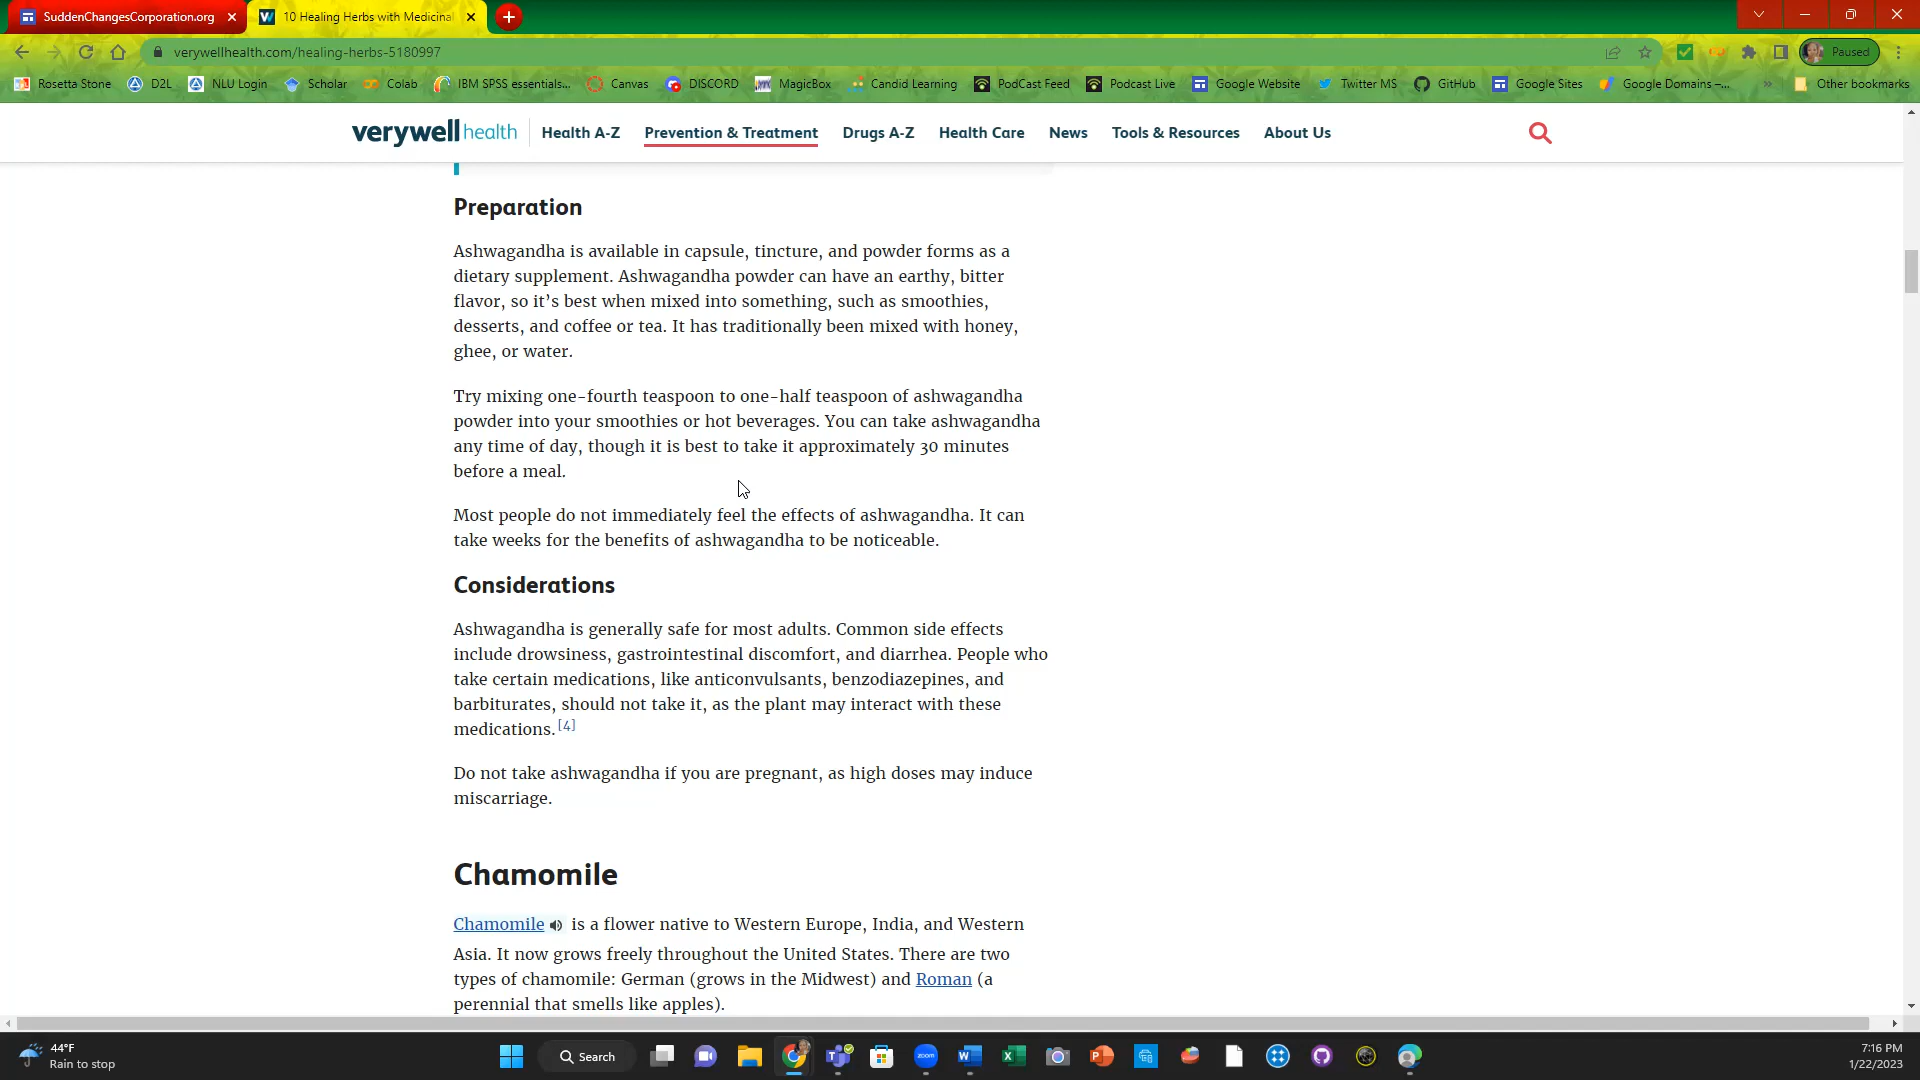 SuddenChangesCorporation.org
10 Healing Herbs with Medicinal
verywellhealth.com/healing-herbs-5180997
Paused
Rosetta Stone D2L NLU Login Scholar Colab IBM SPSS essentials... Canvas DISCORD MagicBox Candid Learning PodCast Feed Podcast Live Google Website Twitter MS GitHub Google Sites Google Domains –... » Other bookmarks
verywell health Health A-Z Prevention & Treatment Drugs A-Z Health Care News Tools & Resources About Us
Preparation
Ashwagandha is available in capsule, tincture, and powder forms as a
dietary supplement. Ashwagandha powder can have an earthy, bitter
flavor, so it’s best when mixed into something, such as smoothies,
desserts, and coffee or tea. It has traditionally been mixed with honey,
ghee, or water.
Try mixing one-fourth teaspoon to one-half teaspoon of ashwagandha
powder into your smoothies or hot beverages. You can take ashwagandha
any time of day, though it is best to take it approximately 30 minutes
before a meal.
Most people do not immediately feel the effects of ashwagandha. It can
take weeks for the benefits of ashwagandha to be noticeable.
Considerations
Ashwagandha is generally safe for most adults. Common side effects
include drowsiness, gastrointestinal discomfort, and diarrhea. People who
take certain medications, like anticonvulsants, benzodiazepines, and
barbiturates, should not take it, as the plant may interact with these
medications. [4]
Do not take ashwagandha if you are pregnant, as high doses may induce
miscarriage.
Chamomile
Chamomile is a flower native to Western Europe, India, and Western
Asia. It now grows freely throughout the United States. There are two
types of chamomile: German (grows in the Midwest) and Roman (a
perennial that smells like apples).
44°F
Rain to stop
Search
zoom
7:16 PM
1/22/2023